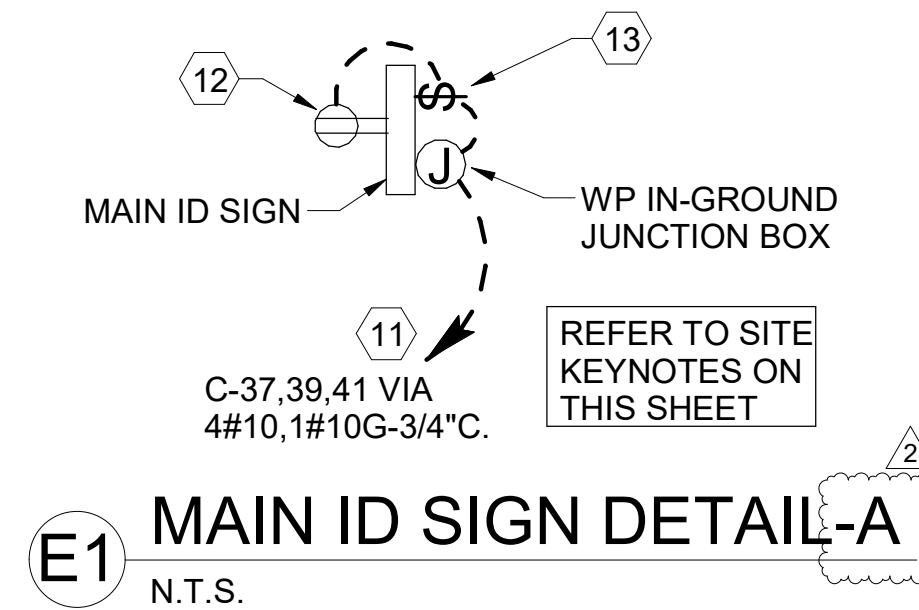 13
12
S
J
MAIN ID SIGN
WP IN-GROUND
JUNCTION BOX
11
C-37,39,41 VIA
4#10,1#10G-3/4"C.
REFER TO SITE
KEYNOTES ON
THIS SHEET
2
E1
MAIN ID SIGN DETAIL-A
N.T.S.